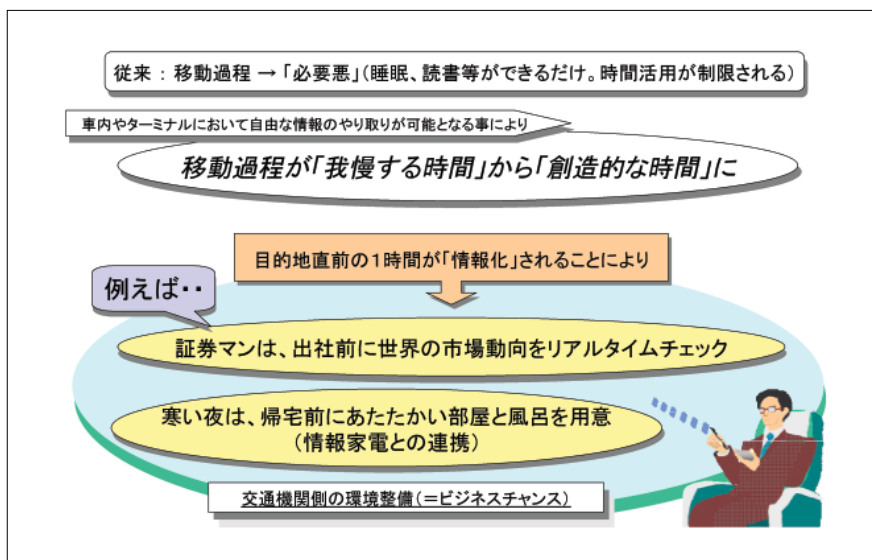 従来 : 移動過程 → 「必要悪」(睡眠、読書等ができるだけ。時間活用が制限される)
車内やターミナルにおいて自由な情報のやり取りが可能となる事により
移動過程が「我慢する時間」から「創造的な時間」に
目的地直前の1時間が「情報化」されることにより
例えば・・
証券マンは、出社前に世界の市場動向をリアルタイムチェック
寒い夜は、帰宅前にあたたかい部屋と風呂を用意
(情報家電との連携)
交通機関側の環境整備(=ビジネスチャンス)